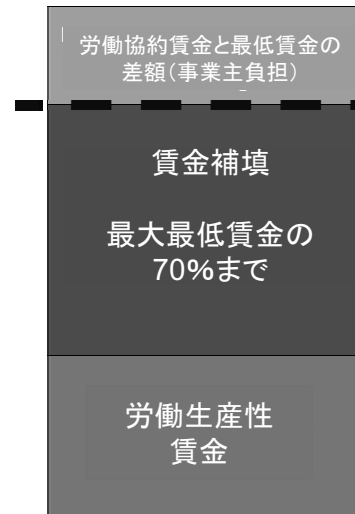 労働協約賃金と最低賃金の
差額(事業主負担)
賃金補填
最大最低賃金の
70%まで
労働生産性
賃金